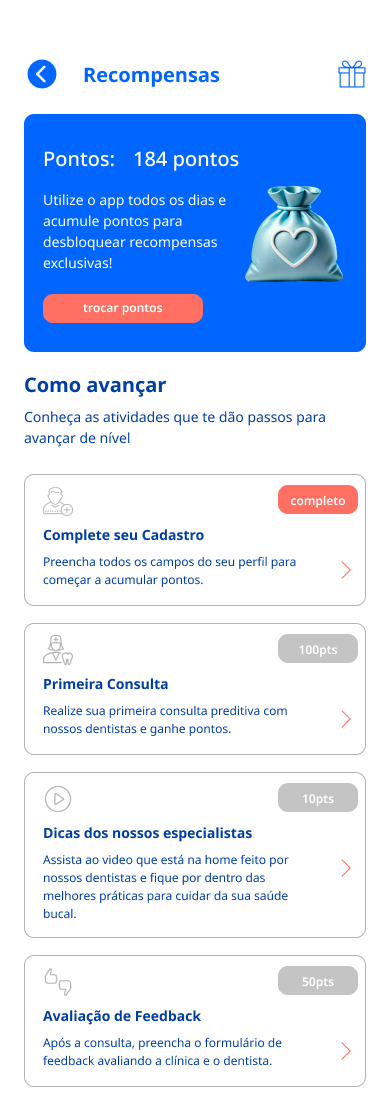 Recompensas
Pontos: 184 pontos
Utilize o app todos os dias e
acumule pontos para
desbloquear recompensas
exclusivas!
trocar pontos
Como avançar
Conheça as atividades que te dão passos para
avançar de nível
completo
Complete seu Cadastro
Preencha todos os campos do seu perfil para
começar a acumular pontos.
100pts
Primeira Consulta
Realize sua primeira consulta preditiva com
nossos dentistas e ganhe pontos.
10pts
Dicas dos nossos especialistas
Assista ao video que está na home feito por
nossos dentistas e fique por dentro das
melhores práticas para cuidar da sua saúde
bucal.
50pts
Avaliação de Feedback
Após a consulta, preencha o formulário de
feedback avaliando a clínica e o dentista.